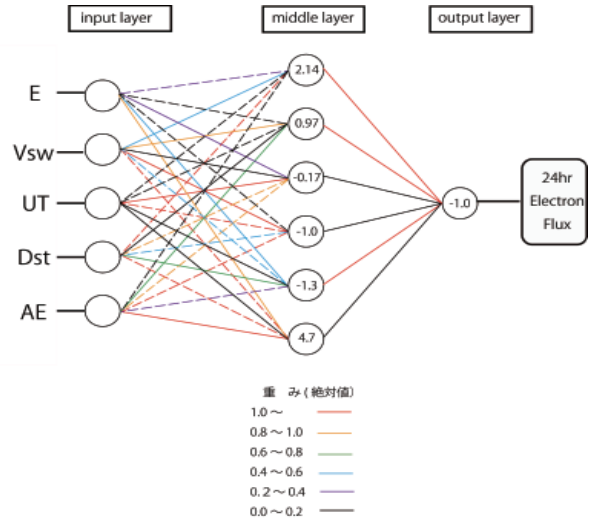 input layer
middle layer
output layer
E
Vsw
UT
Dst
AE
2.14
0.97
-0.17
-1.0
-1.3
4.7
-1.0
24hr
Electron
Flux
重 み(絶対値)
1.0～
0.8～1.0
0.6～0.8
0.4～0.6
0.2～0.4
0.0～0.2